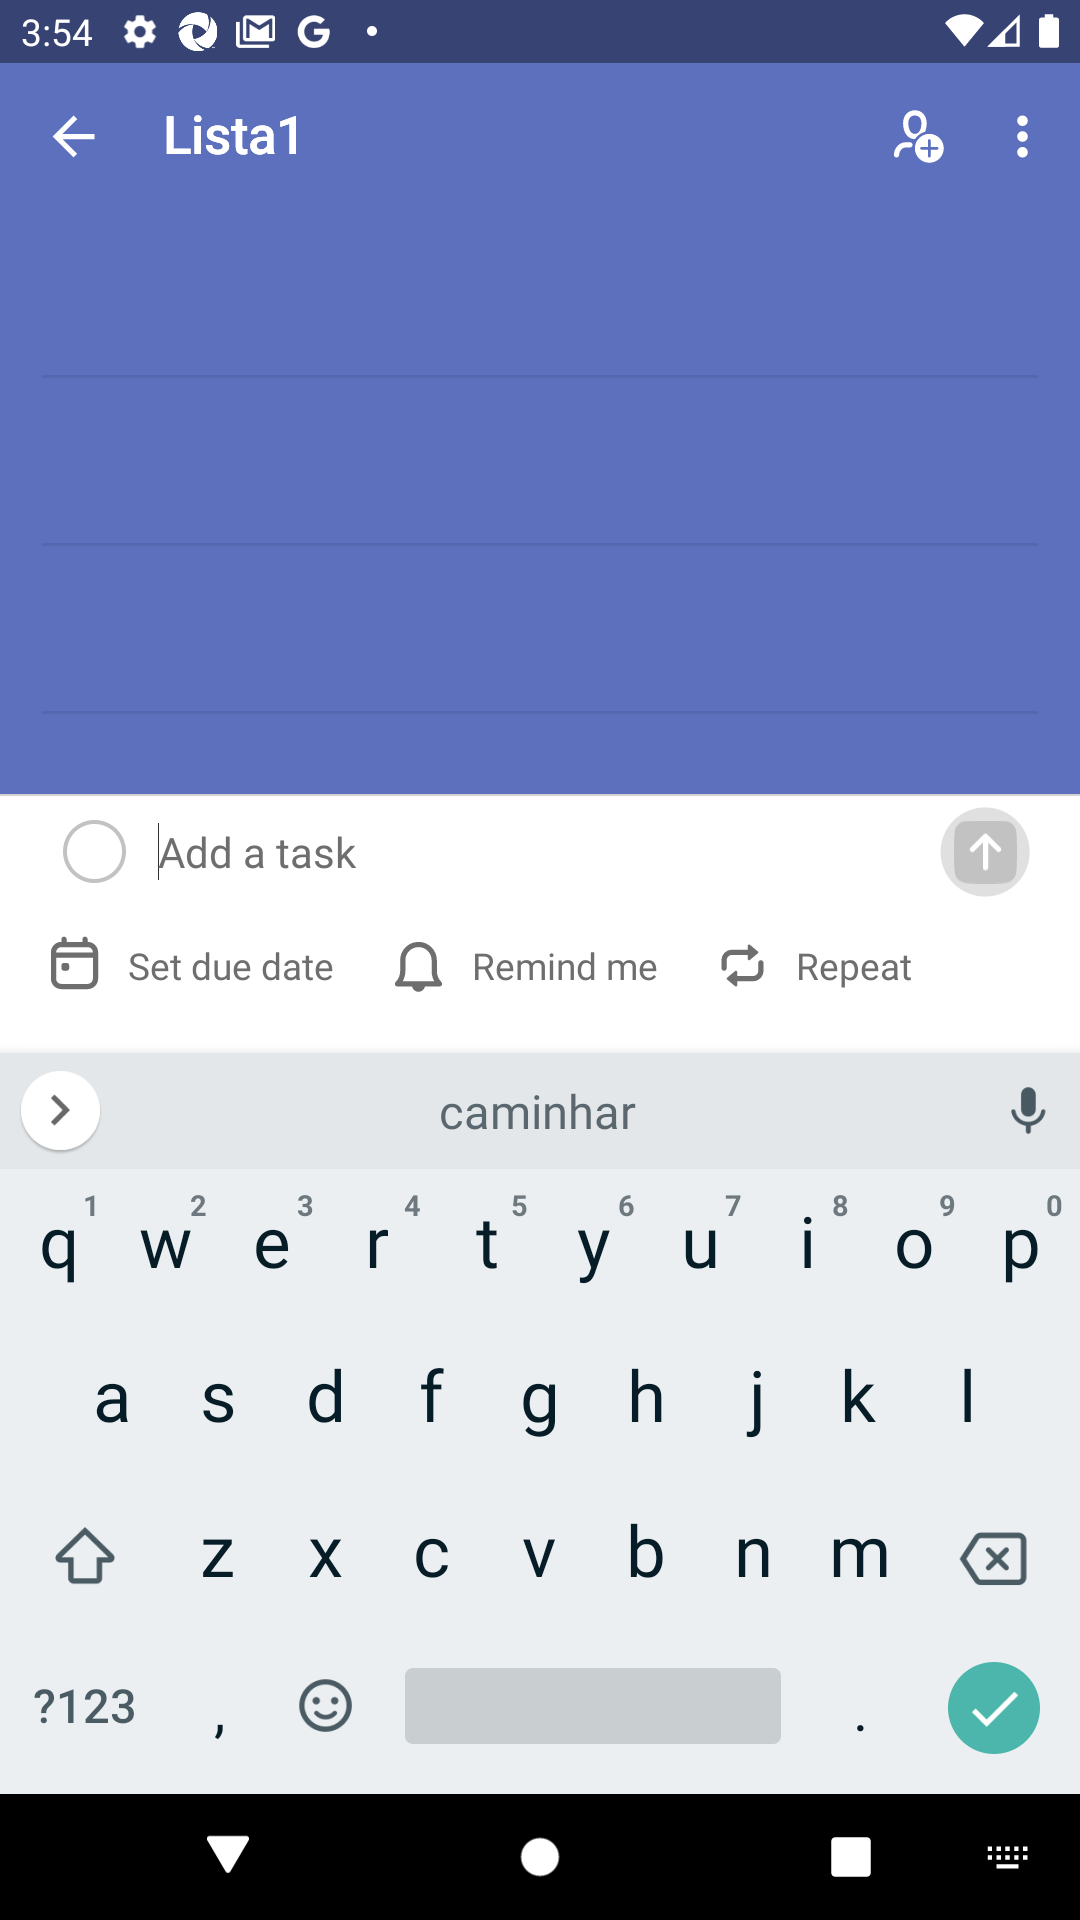 3:54
Lista1
Add a task
Set due date Remind me Repeat
caminhar
1 2 3 4 5 6 7 8 9 0
q w e r t y u i o p
a s d f g h j k l
z x c v b n m
?123 , .